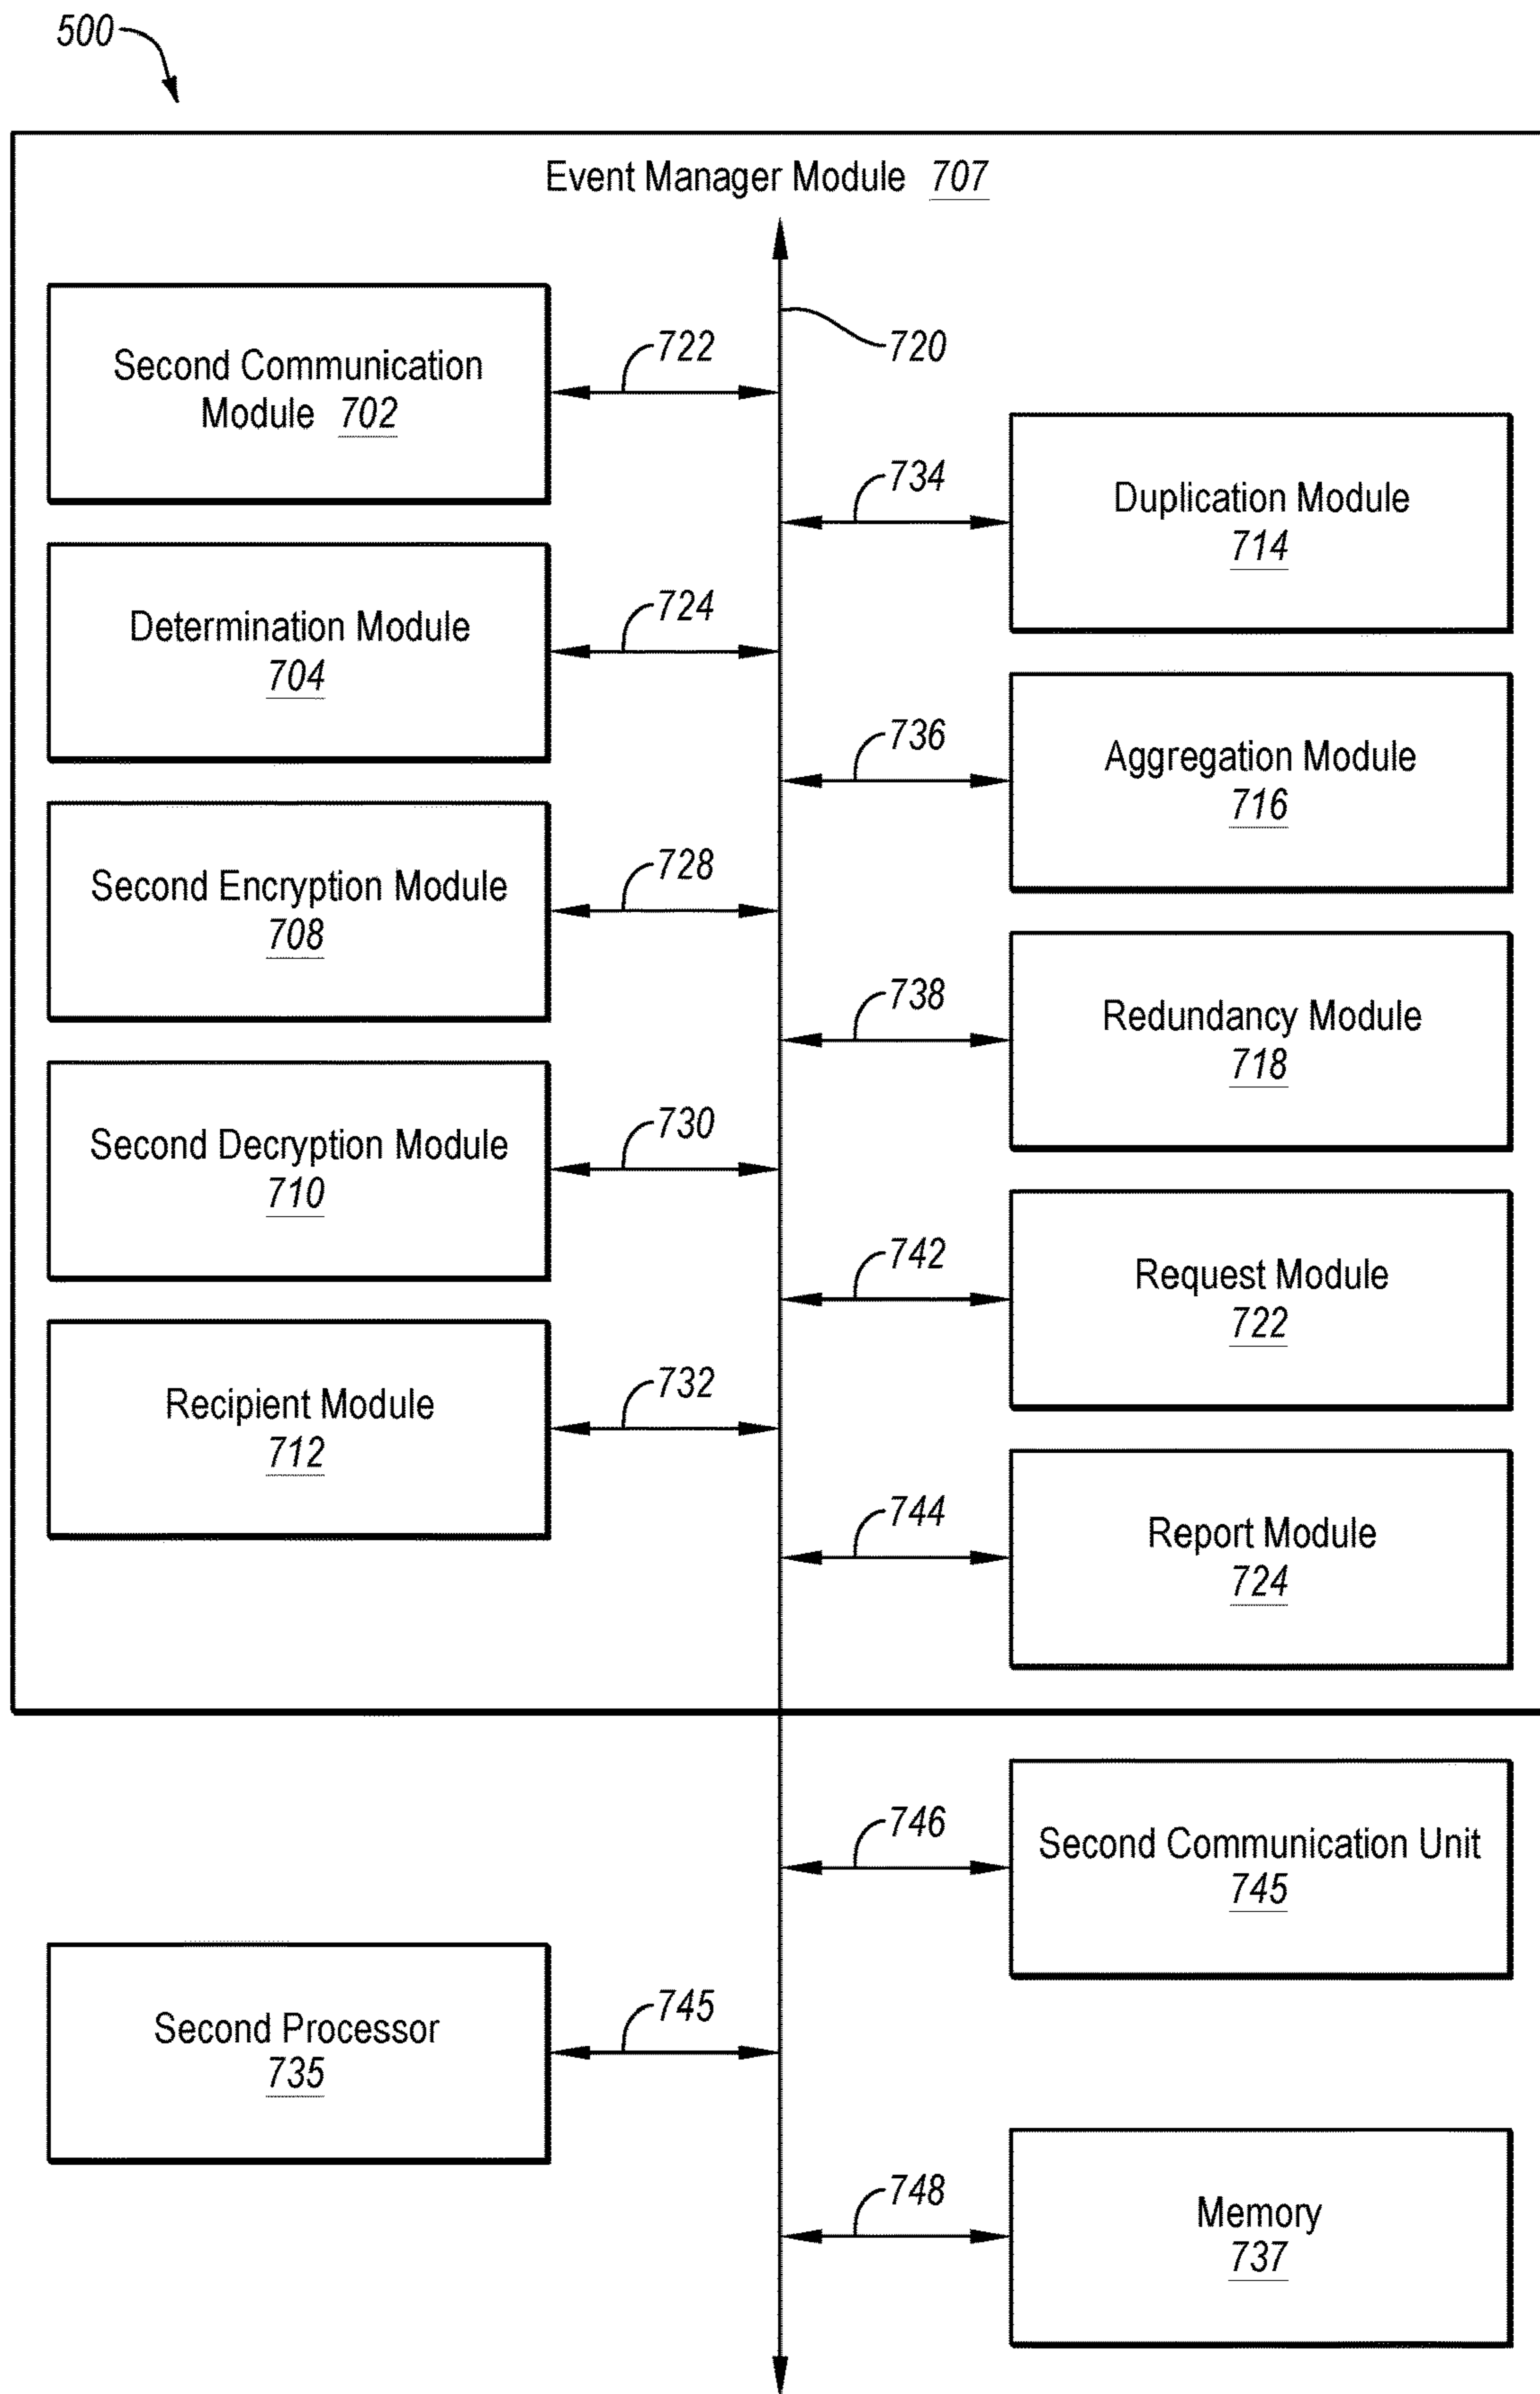 500
Event Manager Module 707
720
Second Communication
Module 702
722
734
Duplication Module
714
Determination Module
704
724
736
Aggregation Module
716
Second Encryption Module
708
728
738
Redundancy Module
718
Second Decryption Module
710
730
742
Request Module
722
Recipient Module
712
732
744
Report Module
724
746
Second Communication Unit
745
Second Processor
735
745
748
Memory
737